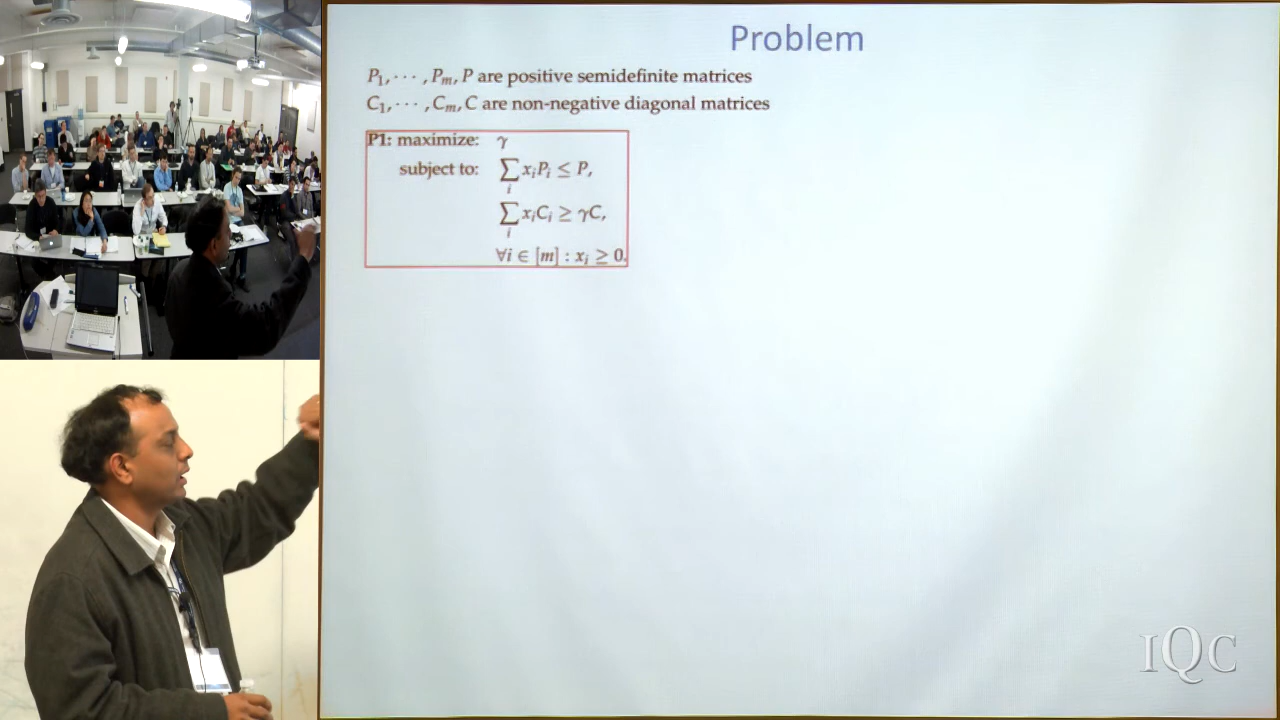 Problem
P₁, ⋯ , Pₘ, P are positive semidefinite matrices
C₁, ⋯ , Cₘ, C are non-negative diagonal matrices
P1: maximize: γ
subject to: ∑ᵢ xᵢPᵢ ≤ P,
∑ᵢ xᵢCᵢ ≥ γC,
∀i ∈ [m] : xᵢ ≥ 0.
IQC